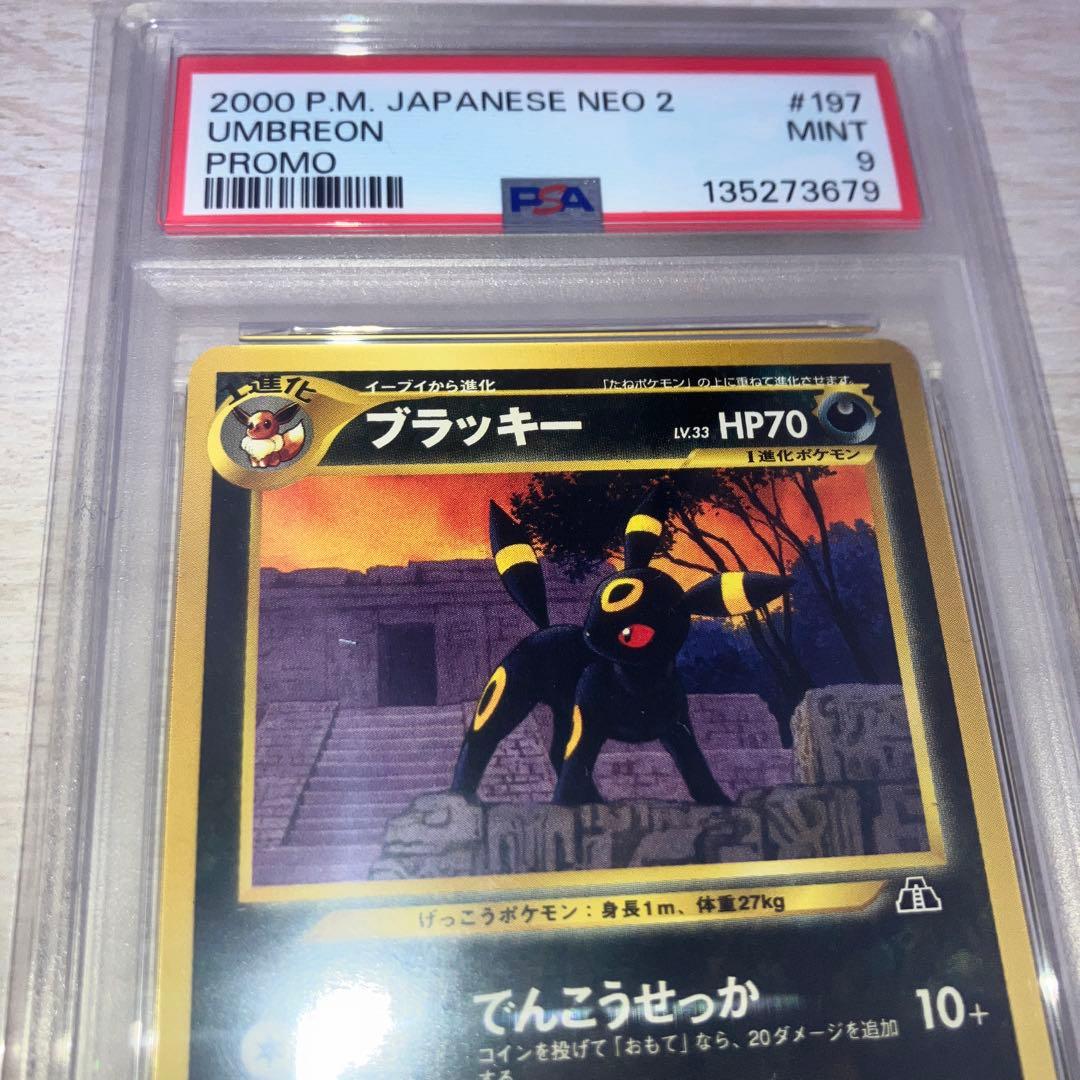 2000 P.M. JAPANESE NEO 2 #197
UMBREON MINT
PROMO 9
PSA 135273679
1進化
イーブイから進化 「たねポケモン」の上に重ねて進化させます。
ブラッキー LV.33 HP70
1進化ポケモン
げっこうポケモン：身長1m、体重27kg
でんこうせっか 10+
コインを投げて「おもて」なら、20ダメージを追加
する。